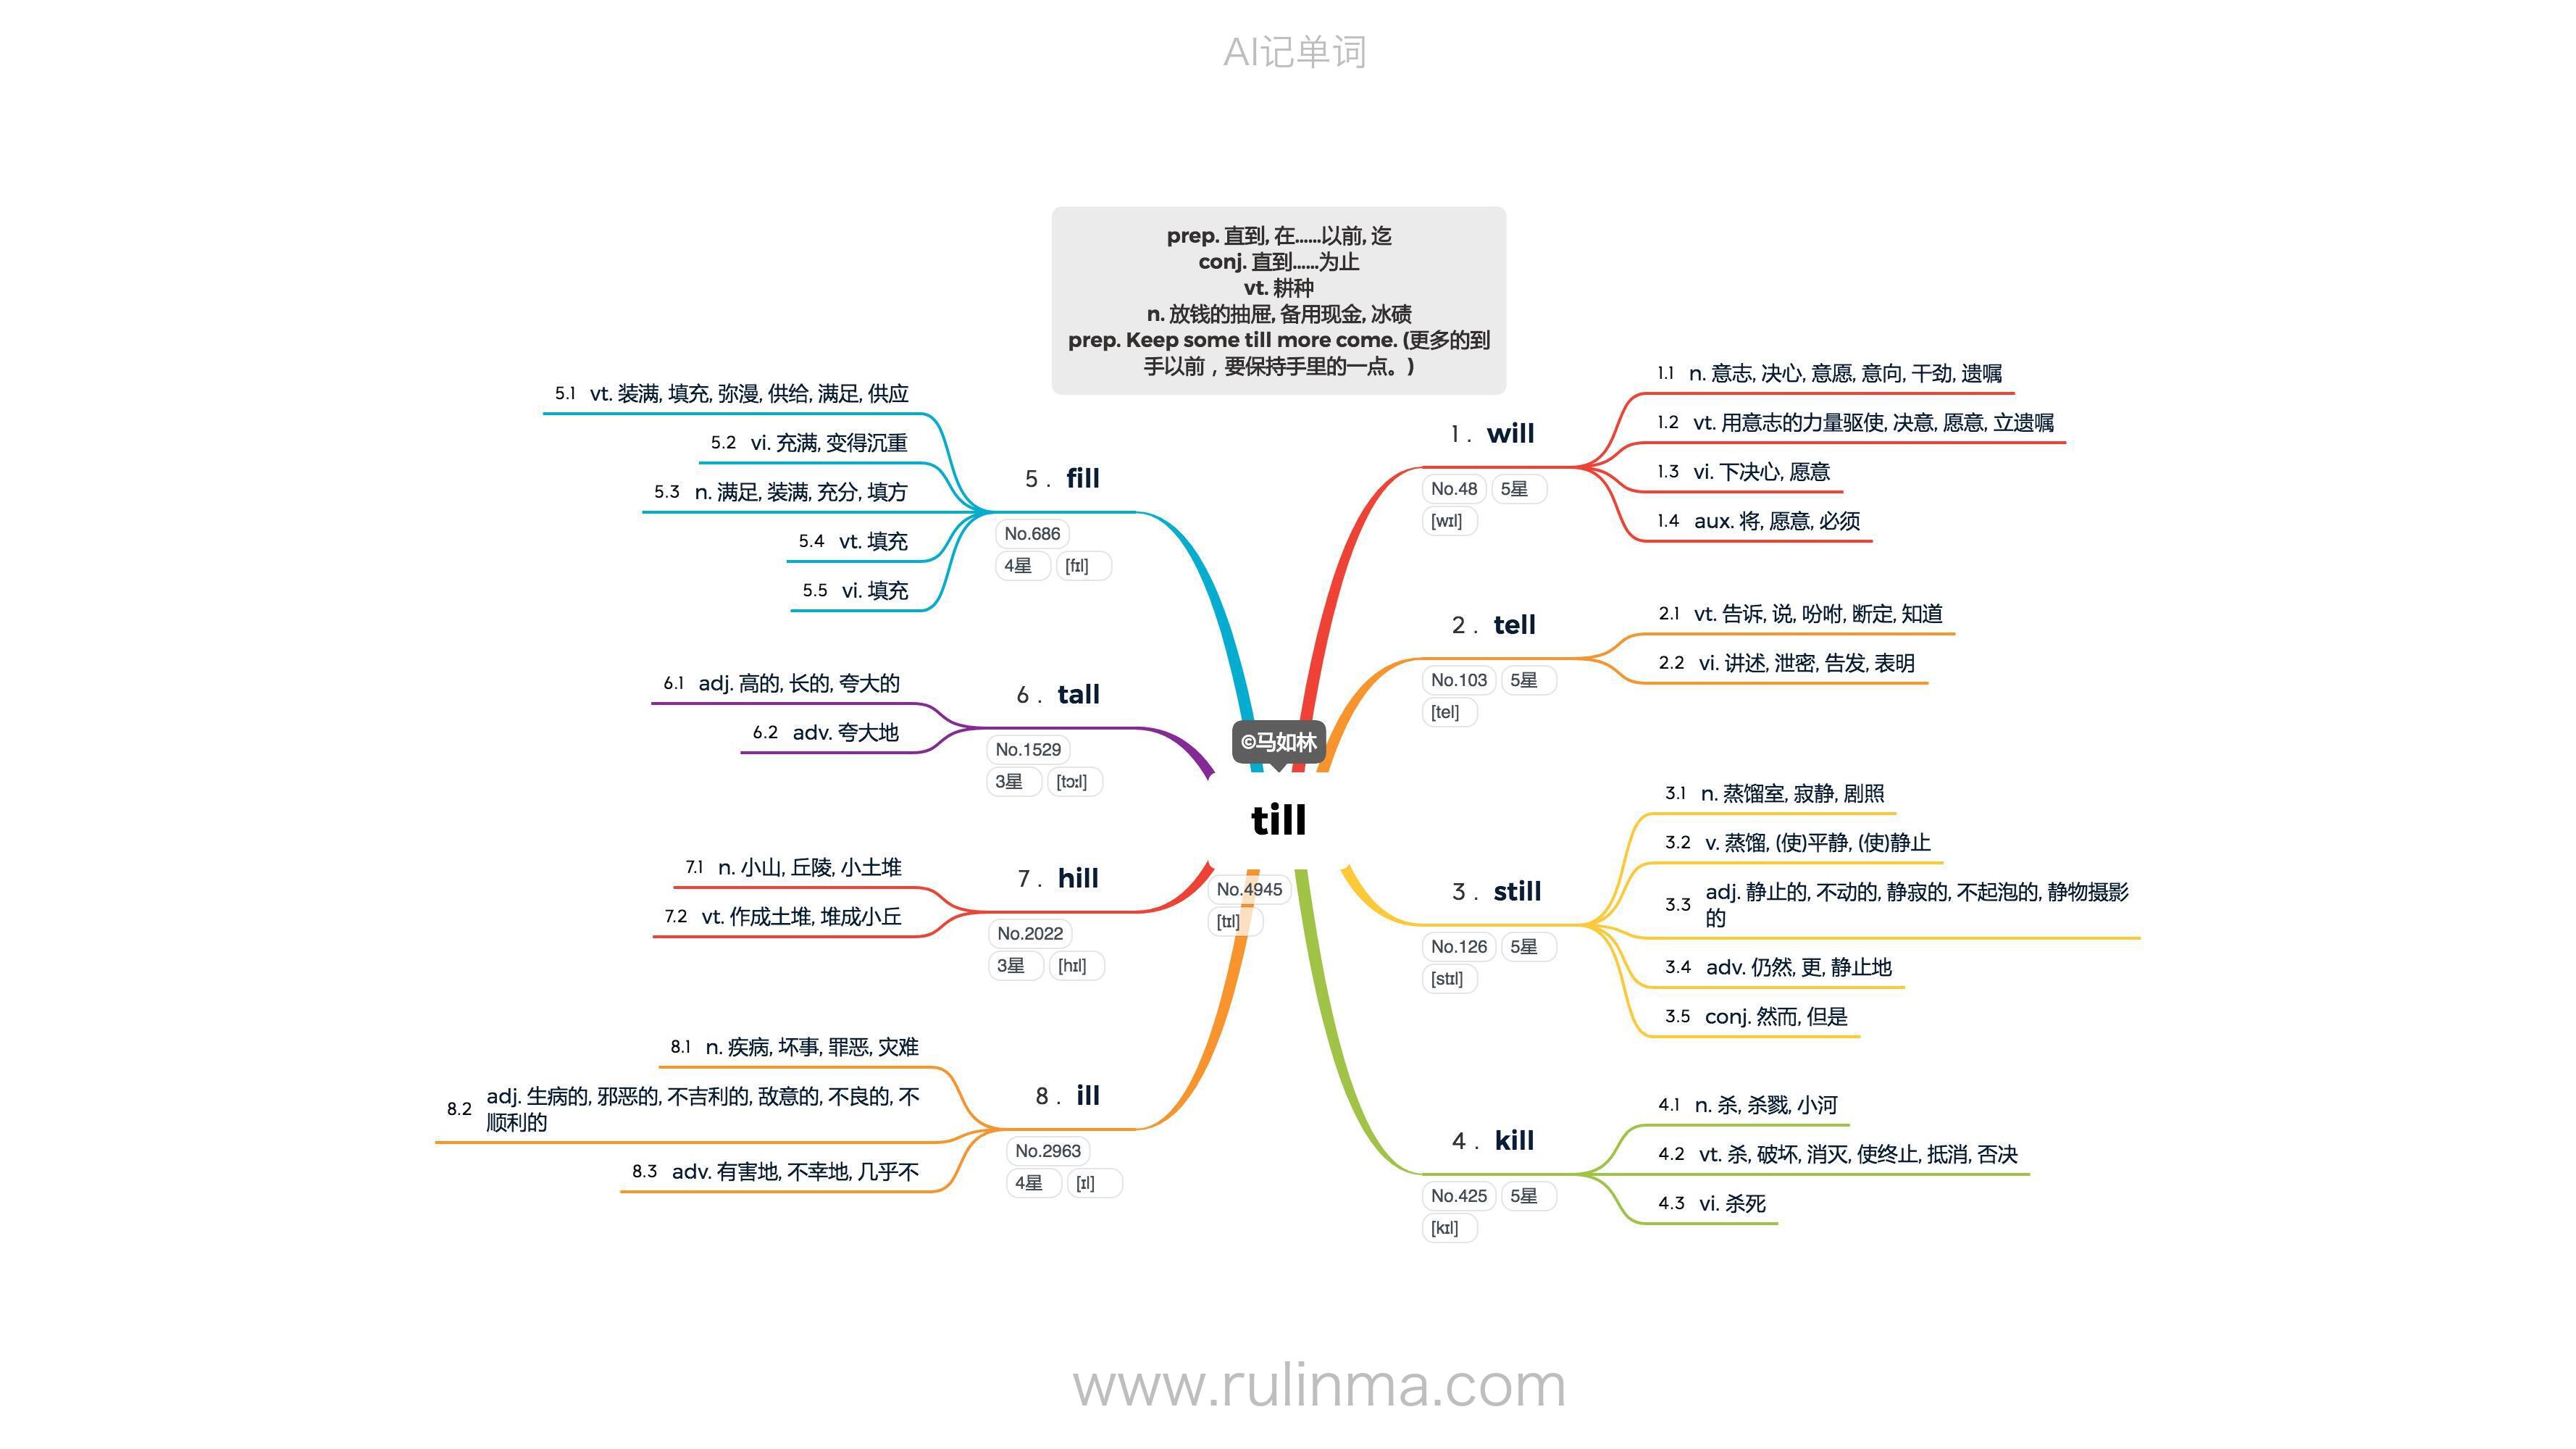 AI记单词
prep. 直到, 在......以前, 迄
conj. 直到......为止
vt. 耕种
n. 放钱的抽屉, 备用现金, 冰碛
prep. Keep some till more come. (更多的到
手以前，要保持手里的一点。)
©马如林
till
No.4945
[tɪl]
1 . will
No.48 5星
[wɪl]
1.1 n. 意志, 决心, 意愿, 意向, 干劲, 遗嘱
1.2 vt. 用意志的力量驱使, 决意, 愿意, 立遗嘱
1.3 vi. 下决心, 愿意
1.4 aux. 将, 愿意, 必须
2 . tell
No.103 5星
[tel]
2.1 vt. 告诉, 说, 吩咐, 断定, 知道
2.2 vi. 讲述, 泄密, 告发, 表明
3 . still
No.126 5星
[stɪl]
3.1 n. 蒸馏室, 寂静, 剧照
3.2 v. 蒸馏, (使)平静, (使)静止
3.3 adj. 静止的, 不动的, 静寂的, 不起泡的, 静物摄影
的
3.4 adv. 仍然, 更, 静止地
3.5 conj. 然而, 但是
4 . kill
No.425 5星
[kɪl]
4.1 n. 杀, 杀戮, 小河
4.2 vt. 杀, 破坏, 消灭, 使终止, 抵消, 否决
4.3 vi. 杀死
5 . fill
No.686
4星 [fɪl]
5.1 vt. 装满, 填充, 弥漫, 供给, 满足, 供应
5.2 vi. 充满, 变得沉重
5.3 n. 满足, 装满, 充分, 填方
5.4 vt. 填充
5.5 vi. 填充
6 . tall
No.1529
3星 [tɔːl]
6.1 adj. 高的, 长的, 夸大的
6.2 adv. 夸大地
7 . hill
No.2022
3星 [hɪl]
7.1 n. 小山, 丘陵, 小土堆
7.2 vt. 作成土堆, 堆成小丘
8 . ill
No.2963
4星 [ɪl]
8.1 n. 疾病, 坏事, 罪恶, 灾难
8.2 adj. 生病的, 邪恶的, 不吉利的, 敌意的, 不良的, 不
顺利的
8.3 adv. 有害地, 不幸地, 几乎不
www.rulinma.com